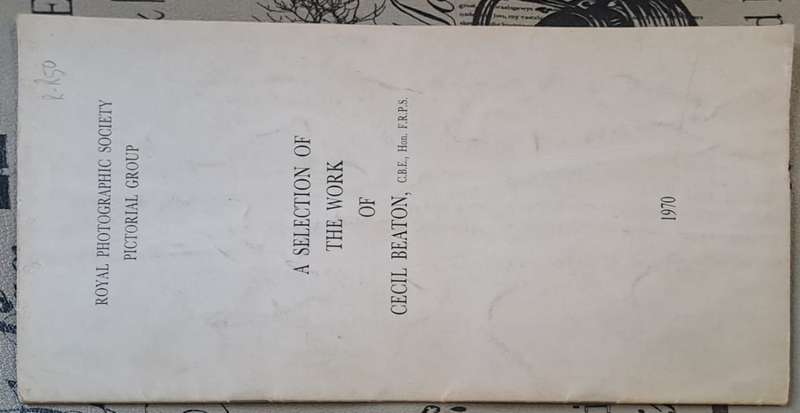 ROYAL PHOTOGRAPHIC SOCIETY
PICTORIAL GROUP
A SELECTION OF
THE WORK
OF
CECIL BEATON, C.B.E., Hon. F.R.P.S.
1970